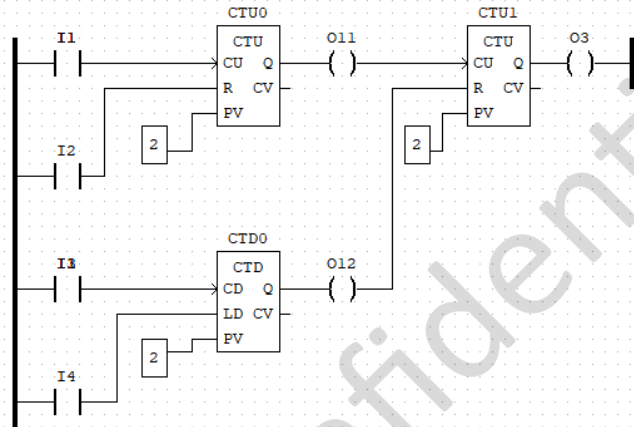 CTU0
CTU1
I1
CTU
O11
CTU
O3
CU Q
CU Q
R CV
R CV
PV
PV
2
2
I2
CTD0
I3
CTD
O12
CD Q
LD CV
PV
2
I4
fidenti